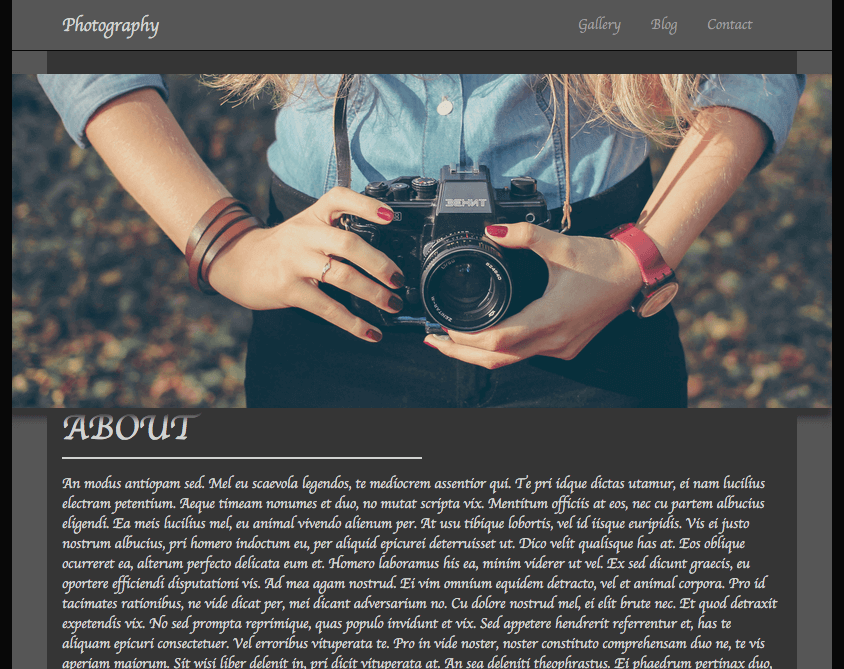 Photography
Gallery Blog Contact
ЗЕНИТ
ABOUT
An modus antiopam sed. Mel eu scaevola legendos, te mediocrem assentior qui. Te pri idque dictas utamur, ei nam lucilius
electram petentium. Aeque timeam nonumes et duo, no mutat scripta vix. Mentitum officiis at eos, nec cu partem albucius
eligendi. Ea meis lucilius mel, eu animal vivendo alienum per. At usu tibique lobortis, vel id iisque euripidis. Vis ei justo
nostrum albucius, pri homero indoctum eu, per aliquid epicurei deterruisset ut. Dico velit qualisque has at. Eos oblique
ocurreret ea, alterum perfecto delicata eum et. Homero laboramus his ea, minim viderer ut vel. Ex sed dicunt graecis, eu
oportere efficiendi disputationi vis. Ad mea agam nostrud. Ei vim omnium equidem detracto, vel et animal corpora. Pro id
tacimates rationibus, ne vide dicat per, mei dicant adversarium no. Cu dolore nostrud mel, ei elit brute nec. Et quod detraxit
expetendis vix. No sed prompta reprimique, quas populo invidunt et vix. Sed appetere hendrerit referrentur et, has te
aliquam epicuri consectetuer. Vel erroribus vituperata te. Pro in vide noster, noster constituto comprehensam duo ne, te vis
aperiam maiorum. Sit wisi liber delenit in, pri dicit vituperata at. An sea deleniti theophrastus. Ei phaedrum pertinax duo,